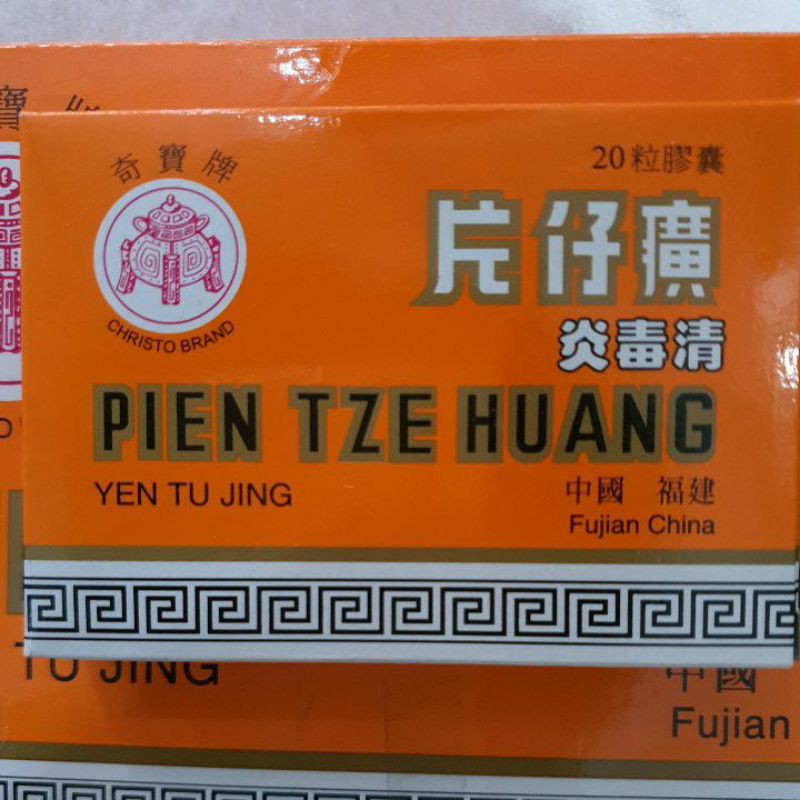 奇寶牌
CHRISTO BRAND
20粒膠囊
片仔癀
炎毒清
PIEN TZE HUANG
YEN TU JING
中國 福建
Fujian China
寶
TU JING
中國
Fujian